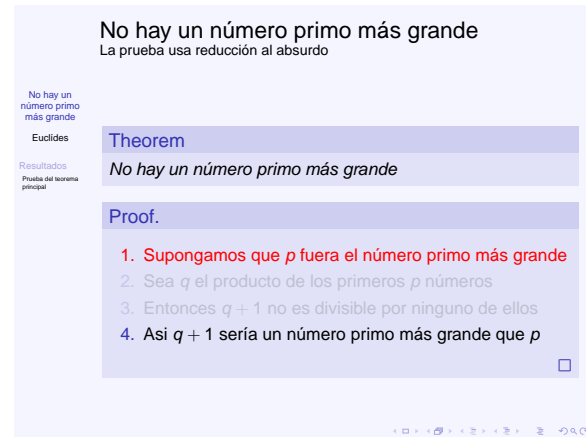 No hay un número primo más grande
La prueba usa reducción al absurdo
No hay un
número primo
más grande
Euclídes
Resultados
Prueba del teorema
principal
Theorem
No hay un número primo más grande
Proof.
1. Supongamos que p fuera el número primo más grande
2. Sea q el producto de los primeros p números
3. Entonces q + 1 no es divisible por ninguno de ellos
4. Asi q + 1 sería un número primo más grande que p